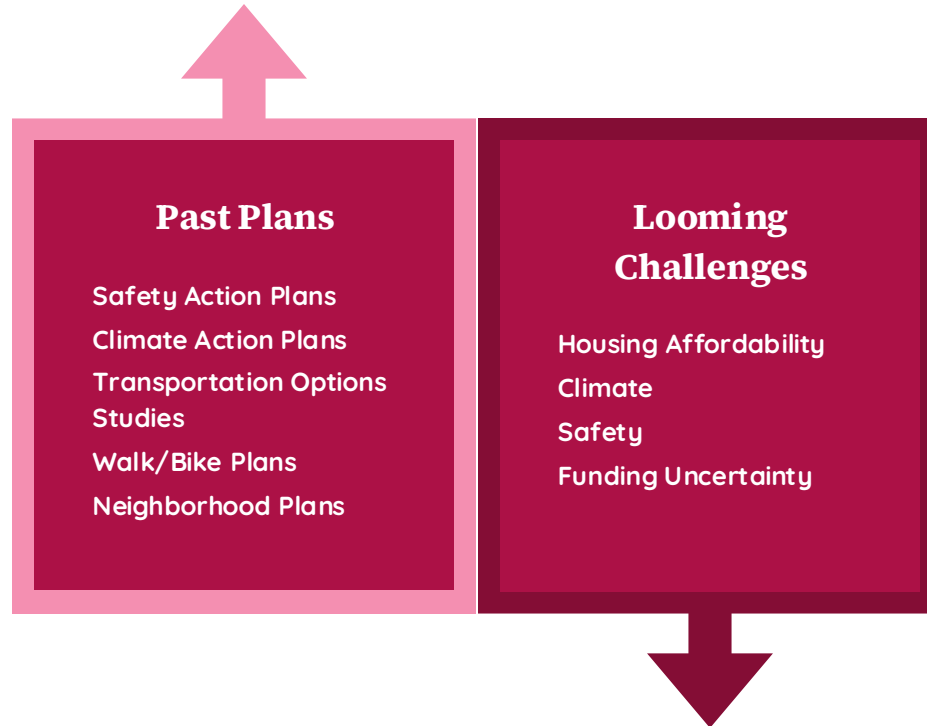 Past Plans
Safety Action Plans
Climate Action Plans
Transportation Options
Studies
Walk/Bike Plans
Neighborhood Plans
Looming
Challenges
Housing Affordability
Climate
Safety
Funding Uncertainty